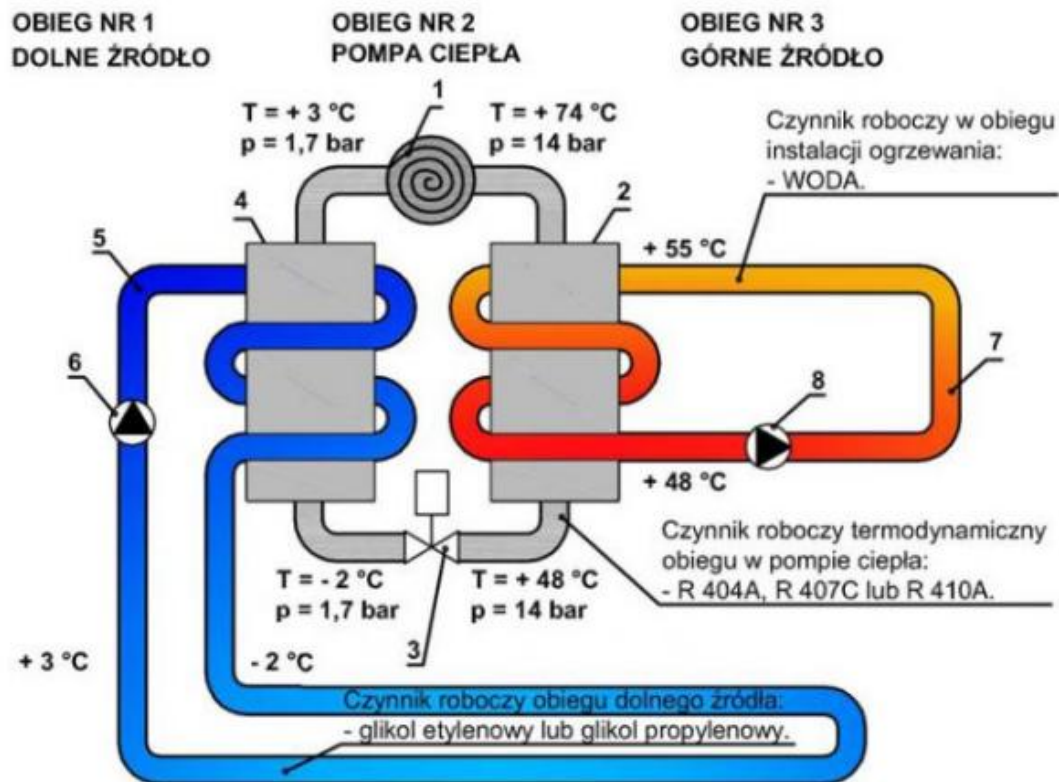 OBIEG NR 1
DOLNE ŹRÓDŁO
OBIEG NR 2
POMPA CIEPŁA
OBIEG NR 3
GÓRNE ŹRÓDŁO
1
T = + 3 °C
p = 1,7 bar
T = + 74 °C
p = 14 bar
Czynnik roboczy w obiegu
instalacji ogrzewania:
- WODA.
4
2
5
+ 55 °C
6
7
8
+ 48 °C
Czynnik roboczy termodynamiczny
obiegu w pompie ciepła:
- R 404A, R 407C lub R 410A.
T = - 2 °C
p = 1,7 bar
T = + 48 °C
p = 14 bar
3
+ 3 °C
- 2 °C
Czynnik roboczy obiegu dolnego źródła:
- glikol etylenowy lub glikol propylenowy.